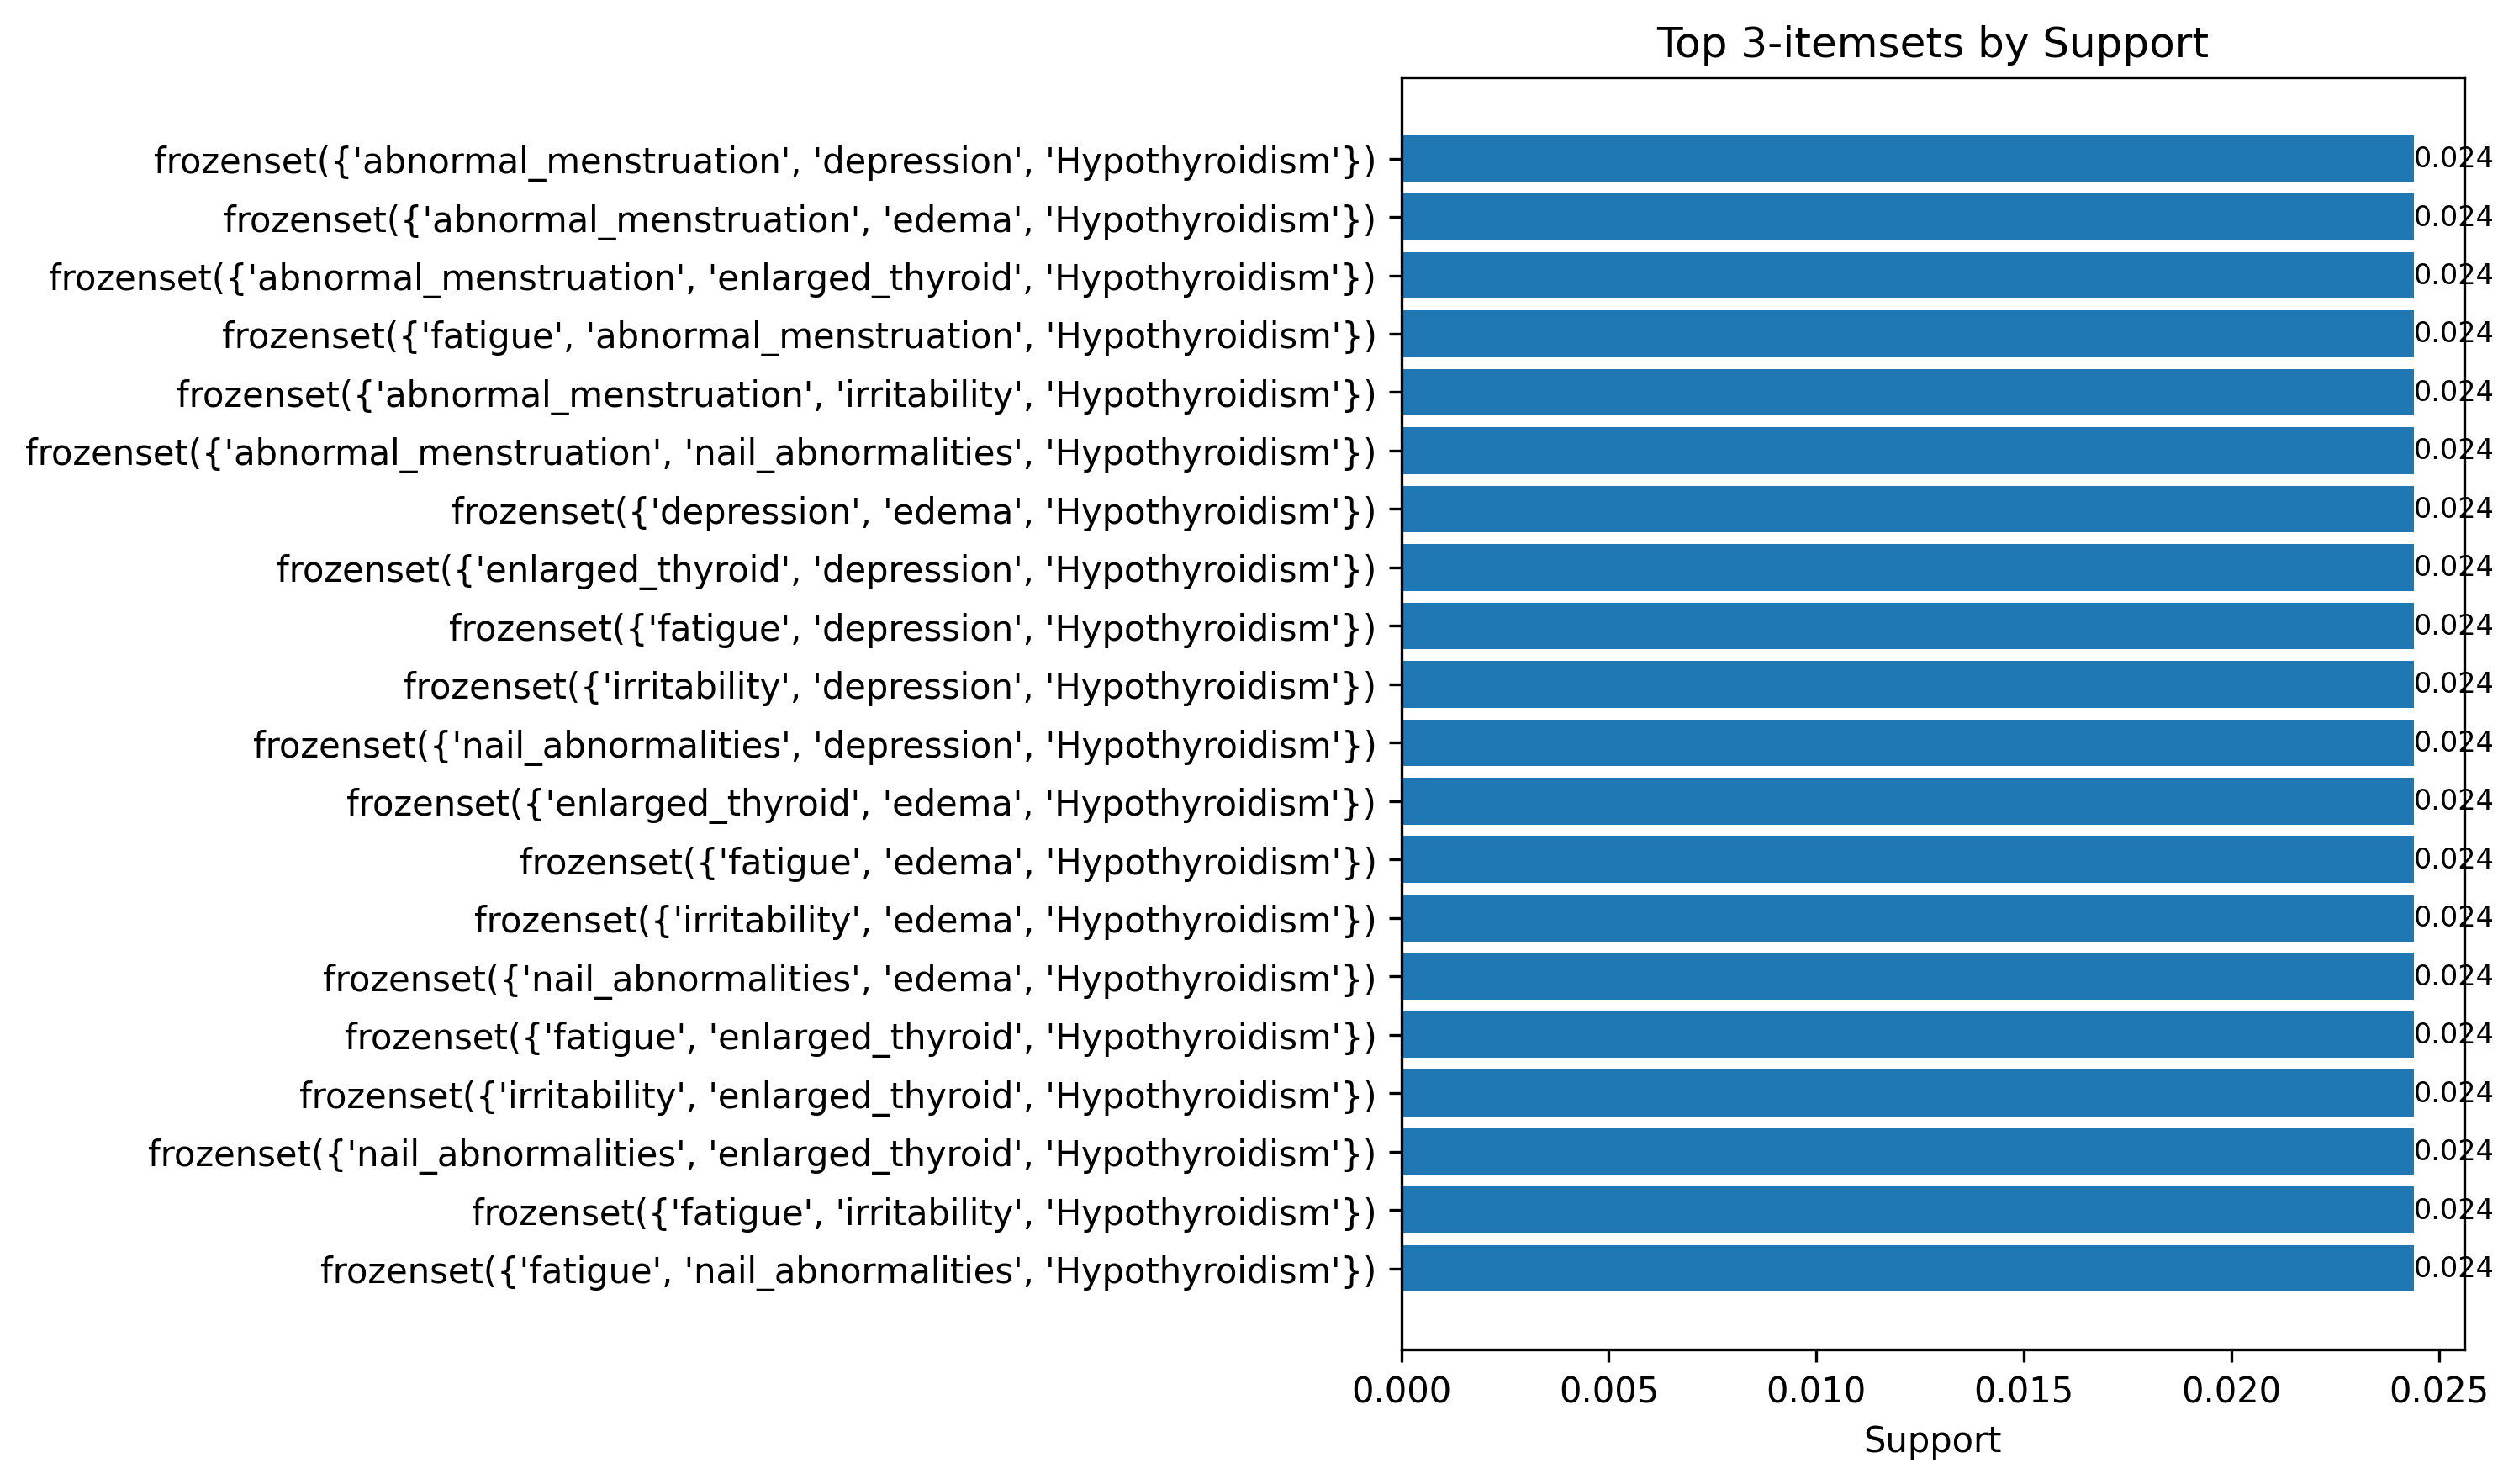 Top 3-itemsets by Support
frozenset({'abnormal_menstruation', 'depression', 'Hypothyroidism'}) 0.024
frozenset({'abnormal_menstruation', 'edema', 'Hypothyroidism'}) 0.024
frozenset({'abnormal_menstruation', 'enlarged_thyroid', 'Hypothyroidism'}) 0.024
frozenset({'fatigue', 'abnormal_menstruation', 'Hypothyroidism'}) 0.024
frozenset({'abnormal_menstruation', 'irritability', 'Hypothyroidism'}) 0.024
frozenset({'abnormal_menstruation', 'nail_abnormalities', 'Hypothyroidism'}) 0.024
frozenset({'depression', 'edema', 'Hypothyroidism'}) 0.024
frozenset({'enlarged_thyroid', 'depression', 'Hypothyroidism'}) 0.024
frozenset({'fatigue', 'depression', 'Hypothyroidism'}) 0.024
frozenset({'irritability', 'depression', 'Hypothyroidism'}) 0.024
frozenset({'nail_abnormalities', 'depression', 'Hypothyroidism'}) 0.024
frozenset({'enlarged_thyroid', 'edema', 'Hypothyroidism'}) 0.024
frozenset({'fatigue', 'edema', 'Hypothyroidism'}) 0.024
frozenset({'irritability', 'edema', 'Hypothyroidism'}) 0.024
frozenset({'nail_abnormalities', 'edema', 'Hypothyroidism'}) 0.024
frozenset({'fatigue', 'enlarged_thyroid', 'Hypothyroidism'}) 0.024
frozenset({'irritability', 'enlarged_thyroid', 'Hypothyroidism'}) 0.024
frozenset({'nail_abnormalities', 'enlarged_thyroid', 'Hypothyroidism'}) 0.024
frozenset({'fatigue', 'irritability', 'Hypothyroidism'}) 0.024
frozenset({'fatigue', 'nail_abnormalities', 'Hypothyroidism'}) 0.024
0.000 0.005 0.010 0.015 0.020 0.025
Support